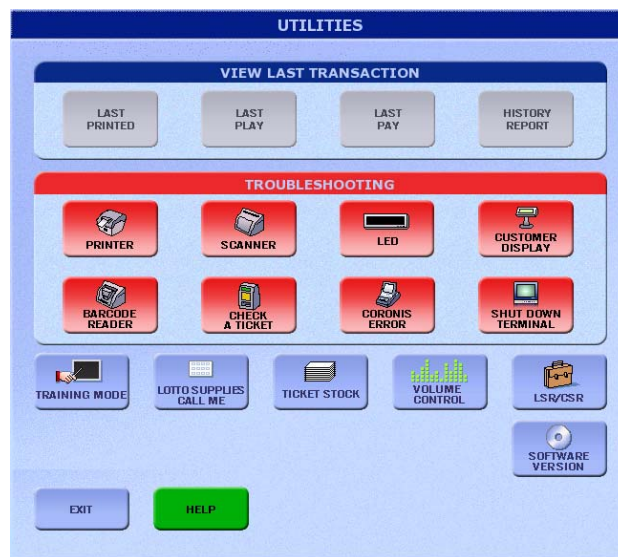 UTILITIES
VIEW LAST TRANSACTION
LAST
PRINTED
LAST
PLAY
LAST
PAY
HISTORY
REPORT
TROUBLESHOOTING
PRINTER
SCANNER
LED
CUSTOMER
DISPLAY
BARCODE
READER
CHECK
A TICKET
CORONIS
ERROR
SHUT DOWN
TERMINAL
TRAINING MODE
LOTTO SUPPLIES
CALL ME
TICKET STOCK
VOLUME
CONTROL
LSR/CSR
SOFTWARE
VERSION
EXIT
HELP